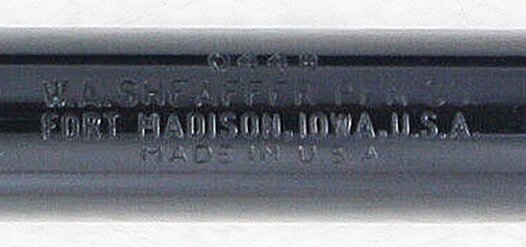 W.A. SHEAFFER PEN CO.
FORT MADISON, IOWA, U.S.A.
MADE IN U.S.A